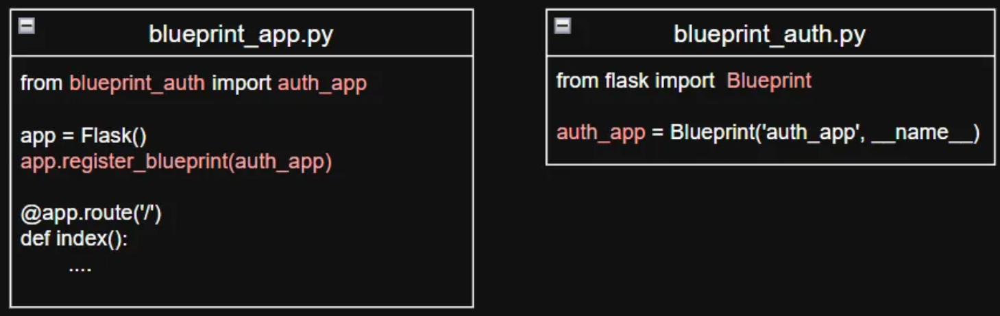 blueprint_app.py
from blueprint_auth import auth_app
app = Flask()
app.register_blueprint(auth_app)
@app.route('/')
def index():
....
blueprint_auth.py
from flask import  Blueprint
auth_app = Blueprint('auth_app', __name__)